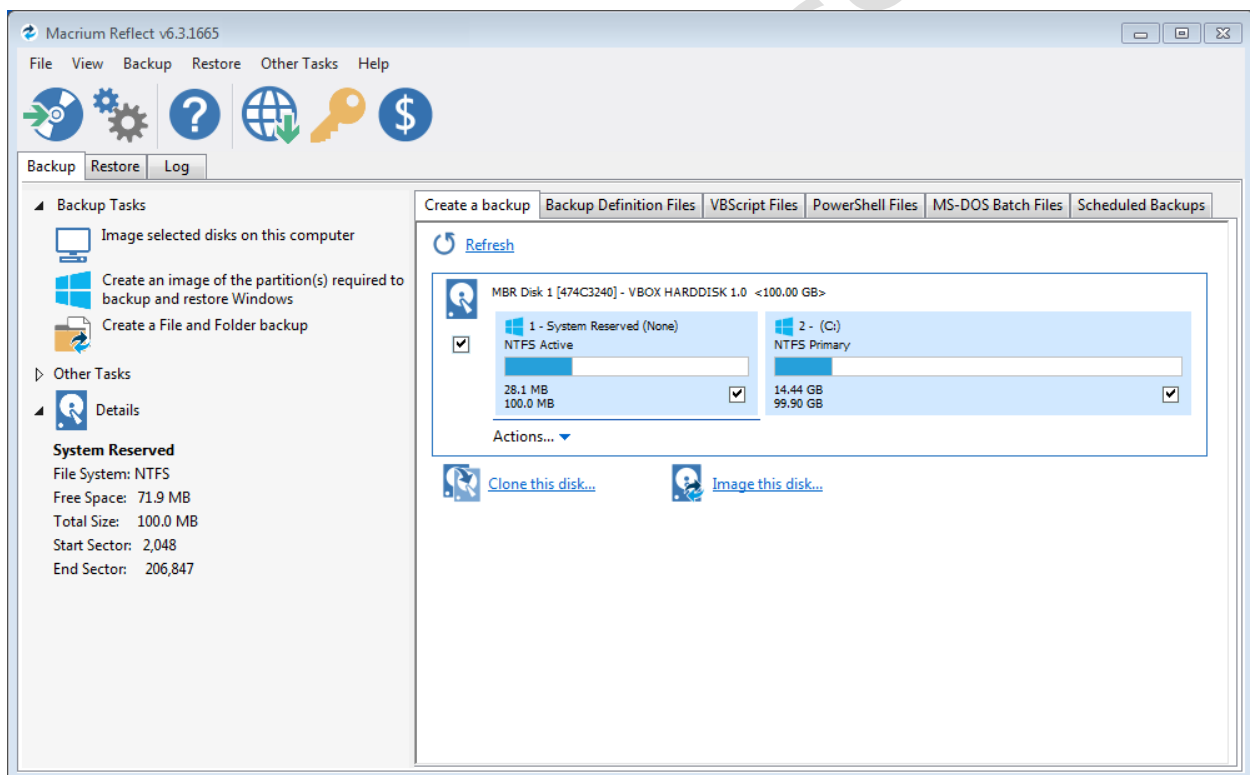 Macrium Reflect v6.3.1665
File View Backup Restore Other Tasks Help
Backup Restore Log
Backup Tasks
Image selected disks on this computer
Create an image of the partition(s) required to
backup and restore Windows
Create a File and Folder backup
Other Tasks
Details
System Reserved
File System: NTFS
Free Space: 71.9 MB
Total Size: 100.0 MB
Start Sector: 2,048
End Sector: 206,847
Create a backup Backup Definition Files VBScript Files PowerShell Files MS-DOS Batch Files Scheduled Backups
Refresh
MBR Disk 1 [474C3240] - VBOX HARDDISK 1.0 <100.00 GB>
1 - System Reserved (None)
NTFS Active
28.1 MB
100.0 MB
2 - (C:)
NTFS Primary
14.44 GB
99.90 GB
Actions...
Clone this disk... Image this disk...